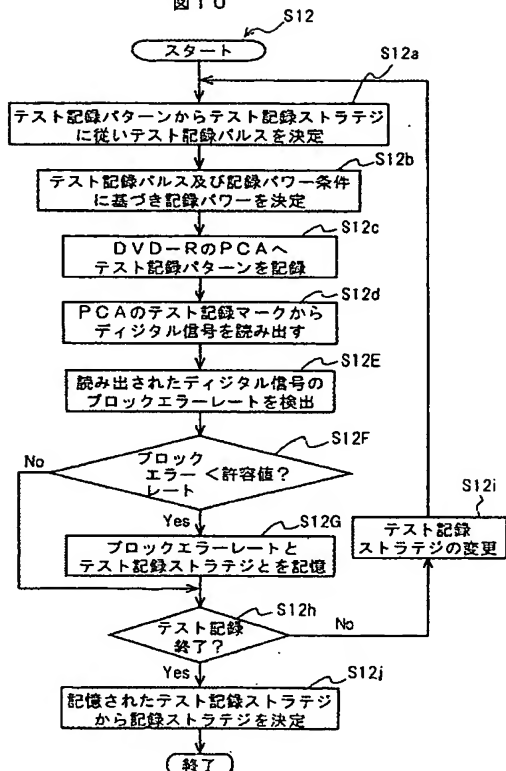 図10
S12
スタート
S12a
テスト記録パターンからテスト記録ストラテジ
に従いテスト記録パルスを決定
S12b
テスト記録パルス及び記録パワー条件
に基づき記録パワーを決定
S12c
DVD-RのPCAへ
テスト記録パターンを記録
S12d
PCAのテスト記録マークから
ディジタル信号を読み出す
S12E
読み出されたディジタル信号の
ブロックエラーレートを検出
S12F
No
ブロック
エラー <許容値?
レート
Yes
S12G
ブロックエラーレートと
テスト記録ストラテジとを記憶
S12i
テスト記録
ストラテジの変更
S12h
テスト記録
終了?
No
Yes
S12j
記憶されたテスト記録ストラテジ
から記録ストラテジを決定
終了